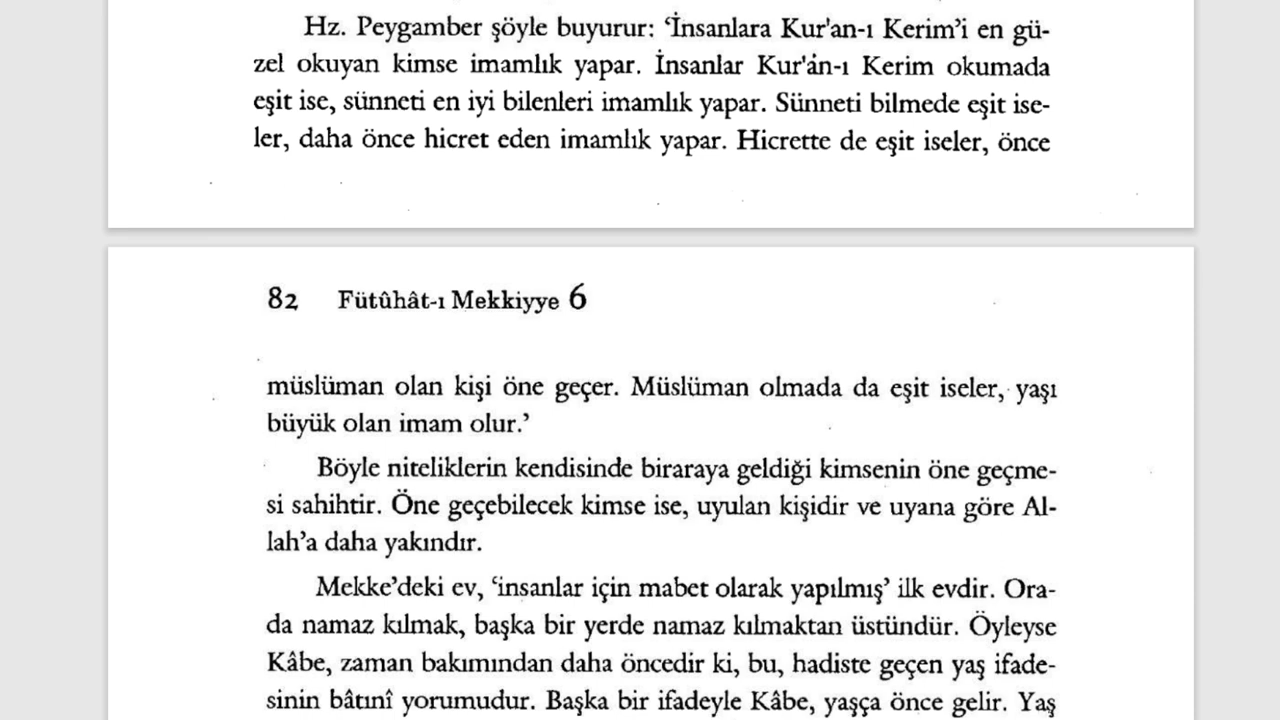 Hz. Peygamber şöyle buyurur: ‘İnsanlara Kur'an-ı Kerim’i en gü-
zel okuyan kimse imamlık yapar. İnsanlar Kur'ân-ı Kerim okumada
eşit ise, sünneti en iyi bilenleri imamlık yapar. Sünneti bilmede eşit ise-
ler, daha önce hicret eden imamlık yapar. Hicrette de eşit iseler, önce
82 Fütûhât-ı Mekkiyye 6
müslüman olan kişi öne geçer. Müslüman olmada da eşit iseler, yaşı
büyük olan imam olur.’
Böyle niteliklerin kendisinde biraraya geldiği kimsenin öne geçme-
si sahihtir. Öne geçebilecek kimse ise, uyulan kişidir ve uyana göre Al-
lah’a daha yakındır.
Mekke’deki ev, ‘insanlar için mabet olarak yapılmış’ ilk evdir. Ora-
da namaz kılmak, başka bir yerde namaz kılmaktan üstündür. Öyleyse
Kâbe, zaman bakımından daha öncedir ki, bu, hadiste geçen yaş ifade-
sinin bâtınî yorumudur. Başka bir ifadeyle Kâbe, yaşça önce gelir. Yaş